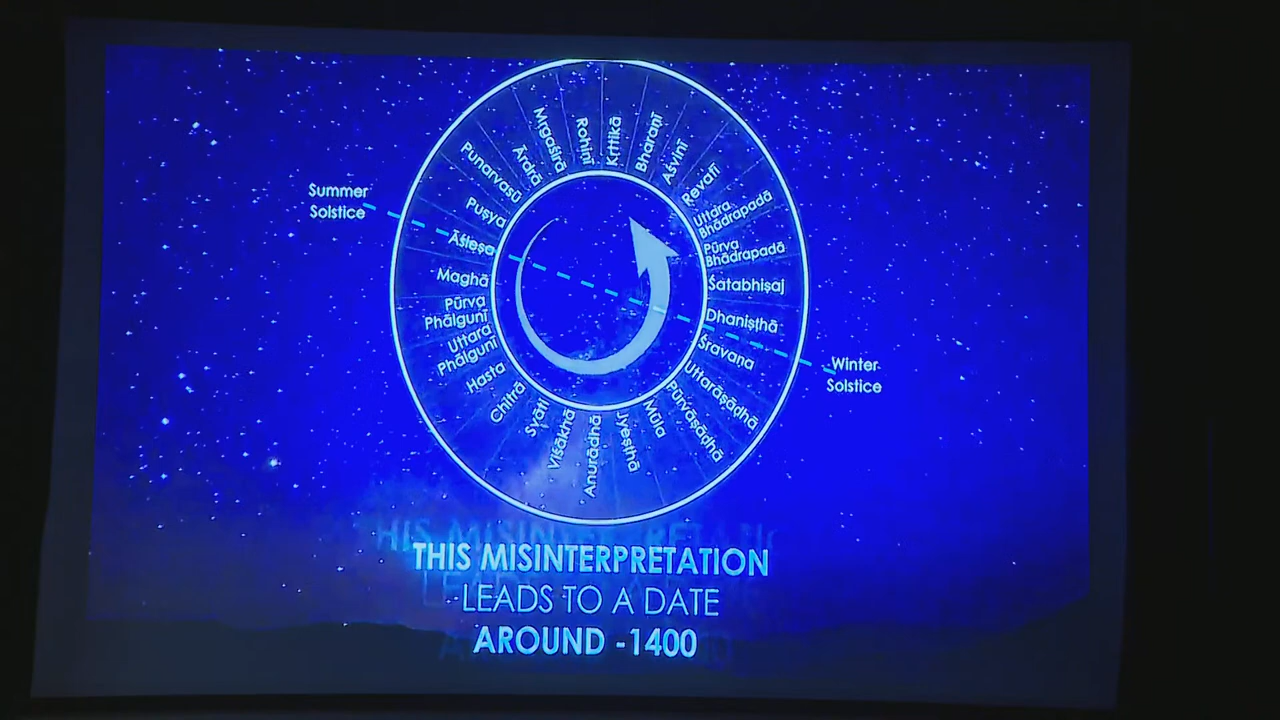 Summer
Solstice
Kṛttikā
Bharaṇī
Aśvinī
Revatī
Uttara
Bhādrapadā
Pūrva
Bhādrapadā
Śatabhiṣaj
Dhaniṣṭhā
Śravana
Uttarāṣāḍhā
Pūrvāṣāḍhā
Mūla
Jyeṣṭhā
Anurādhā
Viśākhā
Svāti
Chitrā
Hasta
Uttara
Phālgunī
Pūrva
Phālgunī
Maghā
Āśleṣa
Puṣya
Punarvasū
Ārdrā
Mṛgaśirā
Rohiṇī
Winter
Solstice
THIS MISINTERPRETATION
LEADS TO A DATE
AROUND -1400